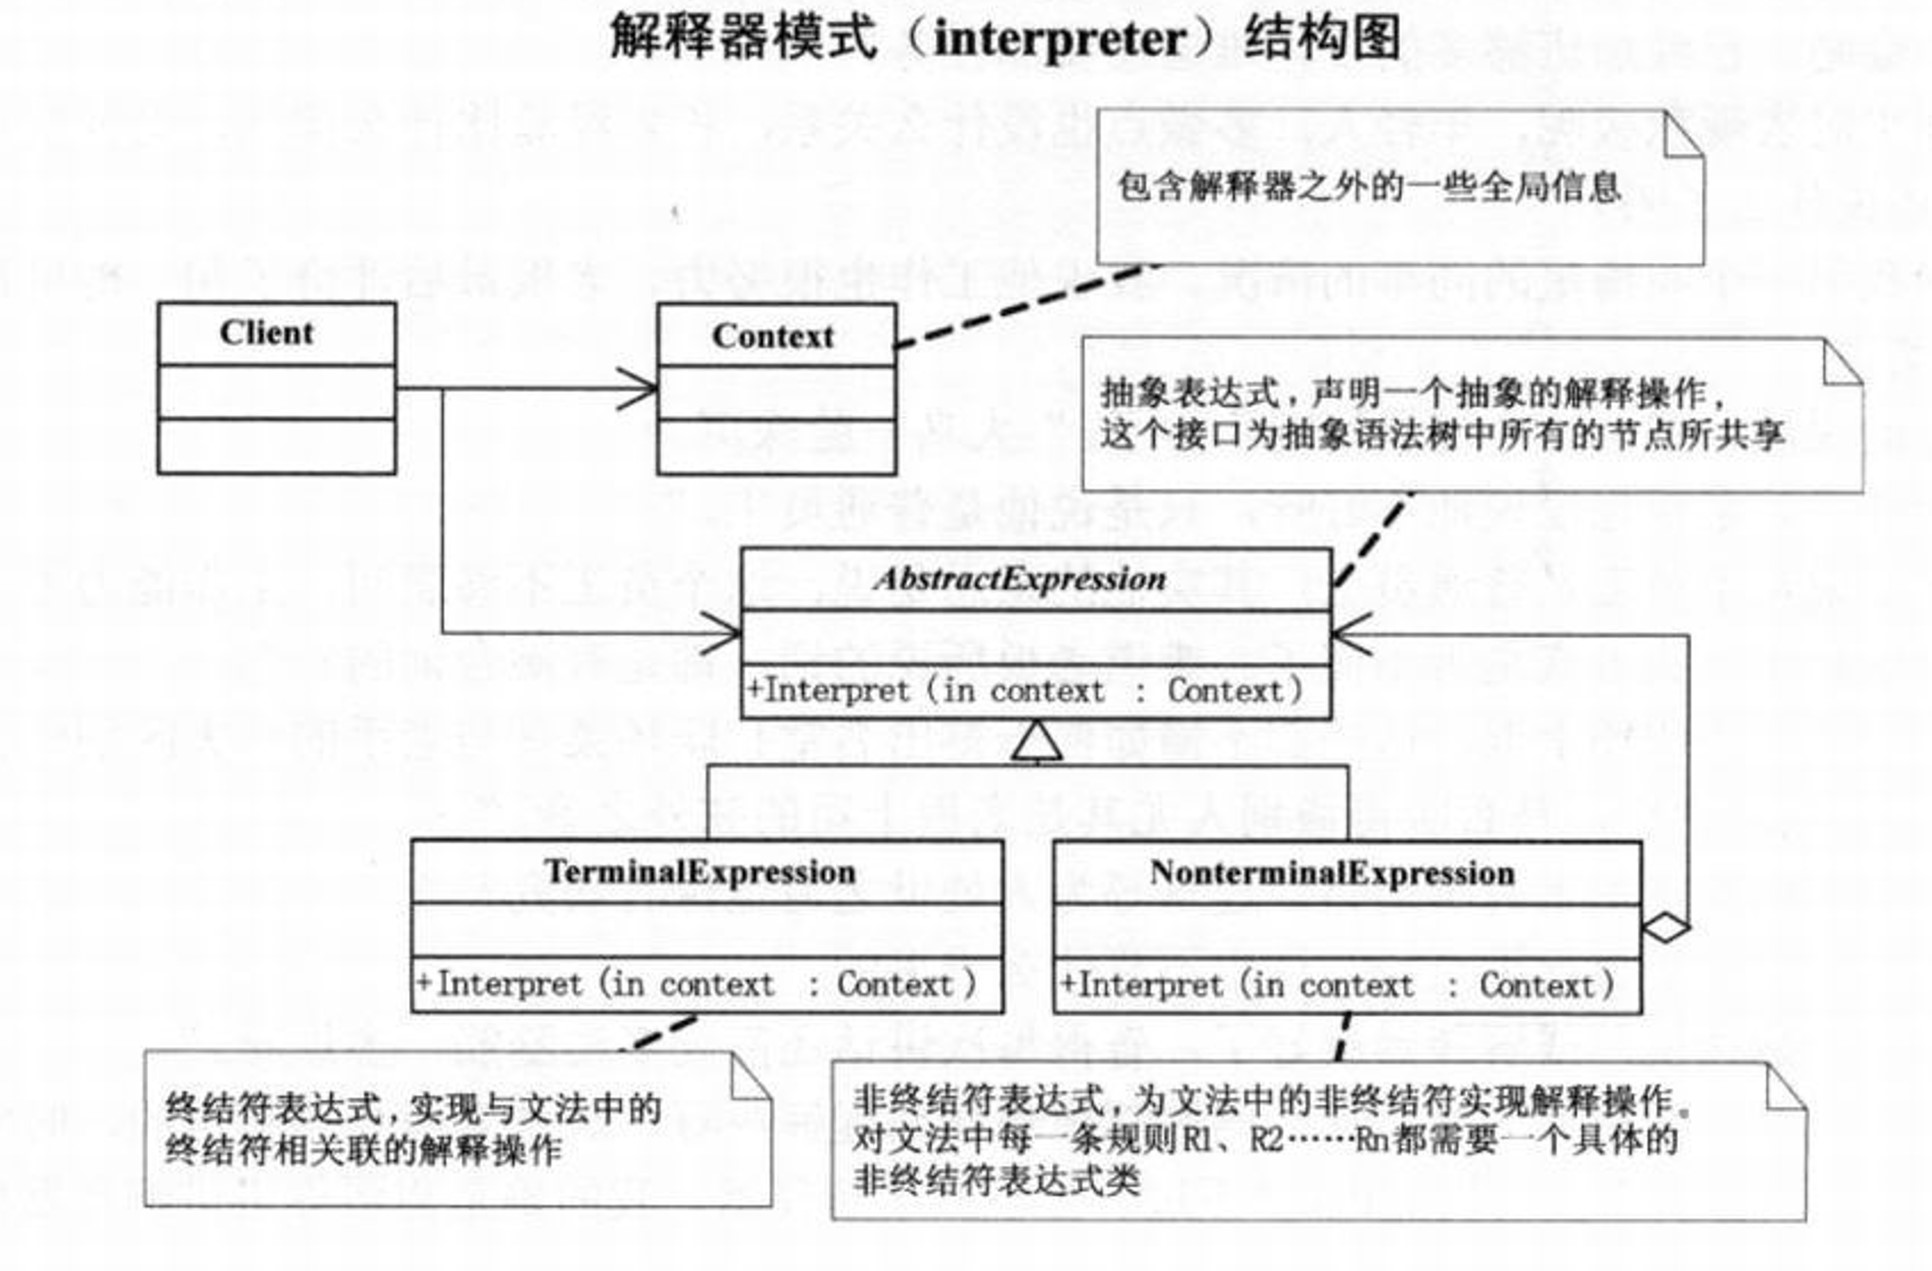 解释器模式（interpreter）结构图
包含解释器之外的一些全局信息
Client
Context
抽象表达式，声明一个抽象的解释操作，
这个接口为抽象语法树中所有的节点所共享
AbstractExpression
+Interpret(in context : Context)
TerminalExpression
+Interpret(in context : Context)
NonterminalExpression
+Interpret(in context : Context)
终结符表达式，实现与文法中的
终结符相关联的解释操作
非终结符表达式，为文法中的非终结符实现解释操作。
对文法中每一条规则R1、R2……Rn都需要一个具体的
非终结符表达式类